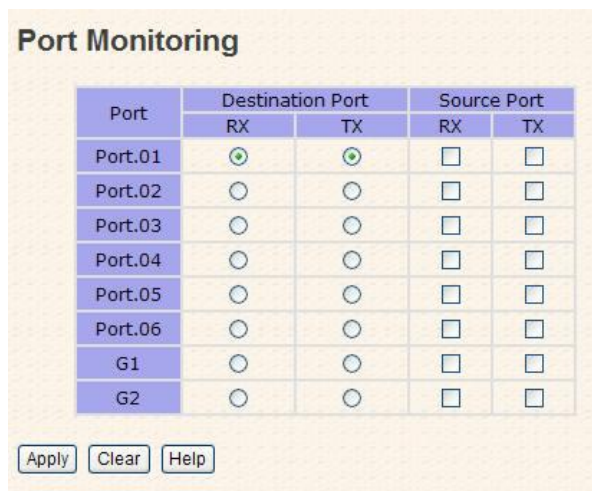 Port Monitoring
Port Destination Port Source Port
RX TX RX TX
Port.01
Port.02
Port.03
Port.04
Port.05
Port.06
G1
G2
Apply Clear Help